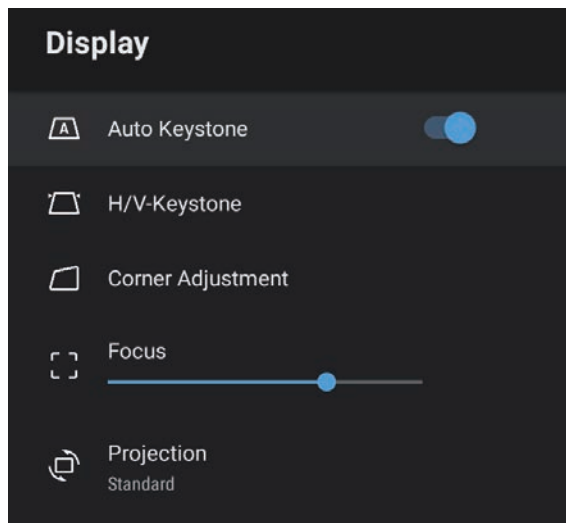 Display
A
Auto Keystone
H/V-Keystone
Corner Adjustment
Focus
Projection
Standard